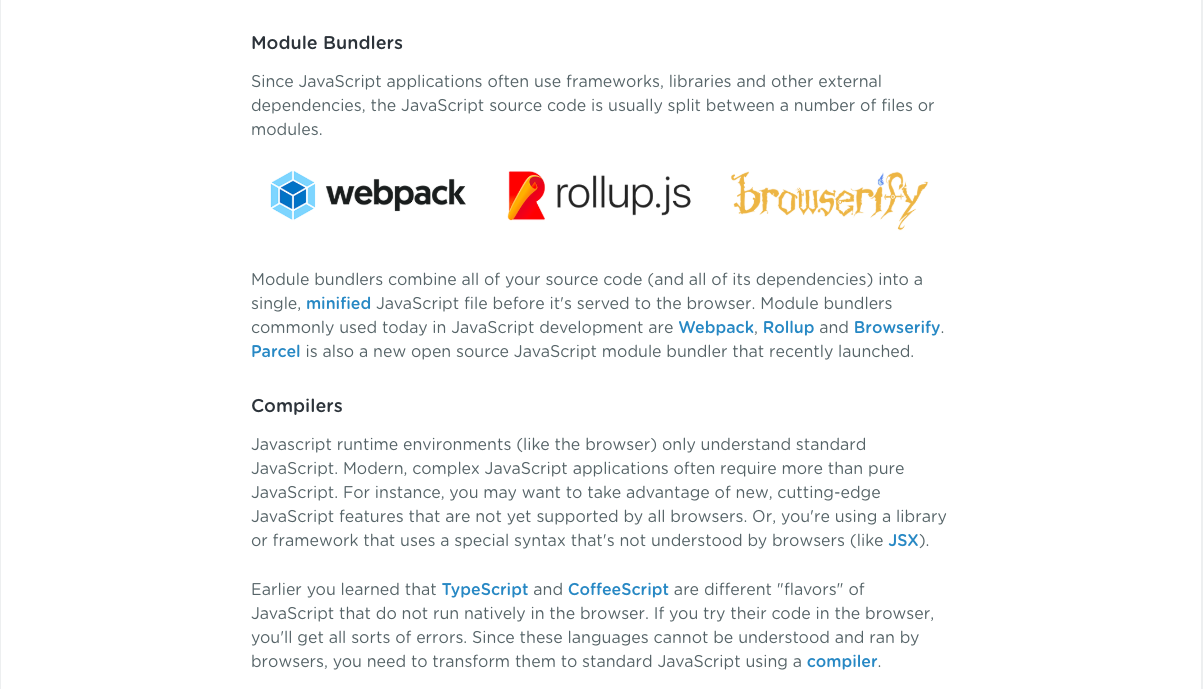 Module Bundlers
Since JavaScript applications often use frameworks, libraries and other external
dependencies, the JavaScript source code is usually split between a number of files or
modules.
webpack rollup.js browserify
Module bundlers combine all of your source code (and all of its dependencies) into a
single, minified JavaScript file before it's served to the browser. Module bundlers
commonly used today in JavaScript development are Webpack, Rollup and Browserify.
Parcel is also a new open source JavaScript module bundler that recently launched.
Compilers
Javascript runtime environments (like the browser) only understand standard
JavaScript. Modern, complex JavaScript applications often require more than pure
JavaScript. For instance, you may want to take advantage of new, cutting-edge
JavaScript features that are not yet supported by all browsers. Or, you're using a library
or framework that uses a special syntax that's not understood by browsers (like JSX).
Earlier you learned that TypeScript and CoffeeScript are different "flavors" of
JavaScript that do not run natively in the browser. If you try their code in the browser,
you'll get all sorts of errors. Since these languages cannot be understood and ran by
browsers, you need to transform them to standard JavaScript using a compiler.